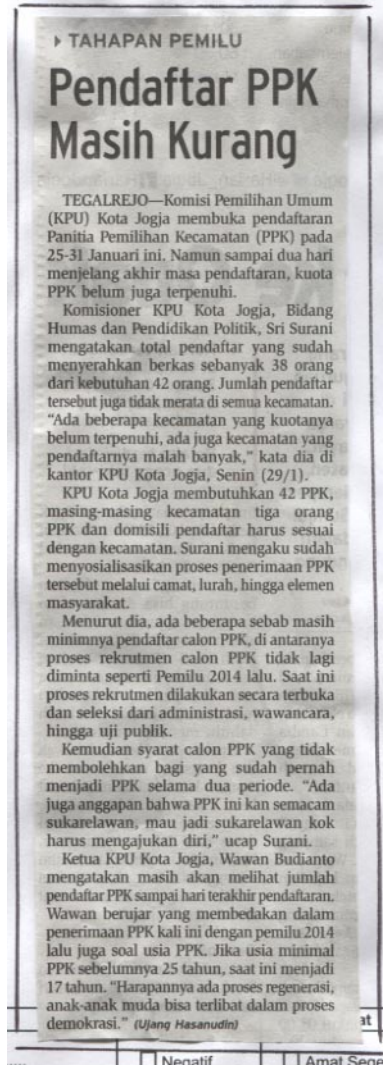 TAHAPAN PEMILU
Pendaftar PPK
Masih Kurang
TEGALREJO—Komisi Pemilihan Umum
(KPU) Kota Jogja membuka pendaftaran
Panitia Pemilihan Kecamatan (PPK) pada
25-31 Januari ini. Namun sampai dua hari
menjelang akhir masa pendaftaran, kuota
PPK belum juga terpenuhi.
Komisioner KPU Kota Jogja, Bidang
Humas dan Pendidikan Politik, Sri Surani
mengatakan total pendaftar yang sudah
menyerahkan berkas sebanyak 38 orang
dari kebutuhan 42 orang. Jumlah pendaftar
tersebut juga tidak merata di semua kecamatan.
“Ada beberapa kecamatan yang kuotanya
belum terpenuhi, ada juga kecamatan yang
pendaftarnya malah banyak,” kata dia di
kantor KPU Kota Jogja, Senin (29/1).
KPU Kota Jogja membutuhkan 42 PPK,
masing-masing kecamatan tiga orang
PPK dan domisili pendaftar harus sesuai
dengan kecamatan. Surani mengaku sudah
menyosialisasikan proses penerimaan PPK
tersebut melalui camat, lurah, hingga elemen
masyarakat.
Menurut dia, ada beberapa sebab masih
minimnya pendaftar calon PPK, di antaranya
proses rekrutmen calon PPK tidak lagi
diminta seperti Pemilu 2014 lalu. Saat ini
proses rekrutmen dilakukan secara terbuka
dan seleksi dari administrasi, wawancara,
hingga uji publik.
Kemudian syarat calon PPK yang tidak
membolehkan bagi yang sudah pernah
menjadi PPK selama dua periode. “Ada
juga anggapan bahwa PPK ini kan semacam
sukarelawan, mau jadi sukarelawan kok
harus mengajukan diri,” ucap Surani.
Ketua KPU Kota Jogja, Wawan Budianto
mengatakan masih akan melihat jumlah
pendaftar PPK sampai hari terakhir pendaftaran.
Wawan berujar yang membedakan dalam
penerimaan PPK kali ini dengan pemilu 2014
lalu juga soal usia PPK. Jika usia minimal
PPK sebelumnya 25 tahun, saat ini menjadi
17 tahun. “Harapannya ada proses regenerasi,
anak-anak muda bisa terlibat dalam proses
demokrasi.” (Ujang Hasanudin)
at
Negatif
Amat Sege